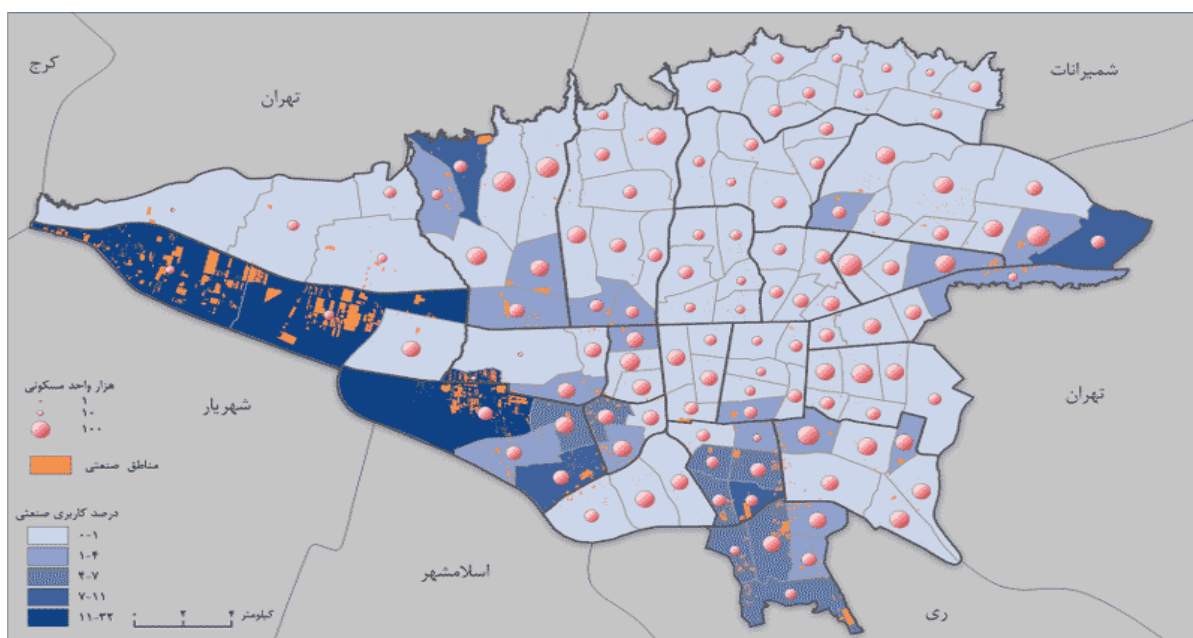 کرج
تهران
شمیرانات
شهریار
تهران
اسلامشهر
ری
هزار واحد مسکونی
۱
۱۰
۱۰۰
مناطق صنعتی
درصد کاربری صنعتی
۰-۱
۱-۴
۴-۷
۷-۱۱
۱۱-۳۲
۰ ۲ ۴ کیلومتر